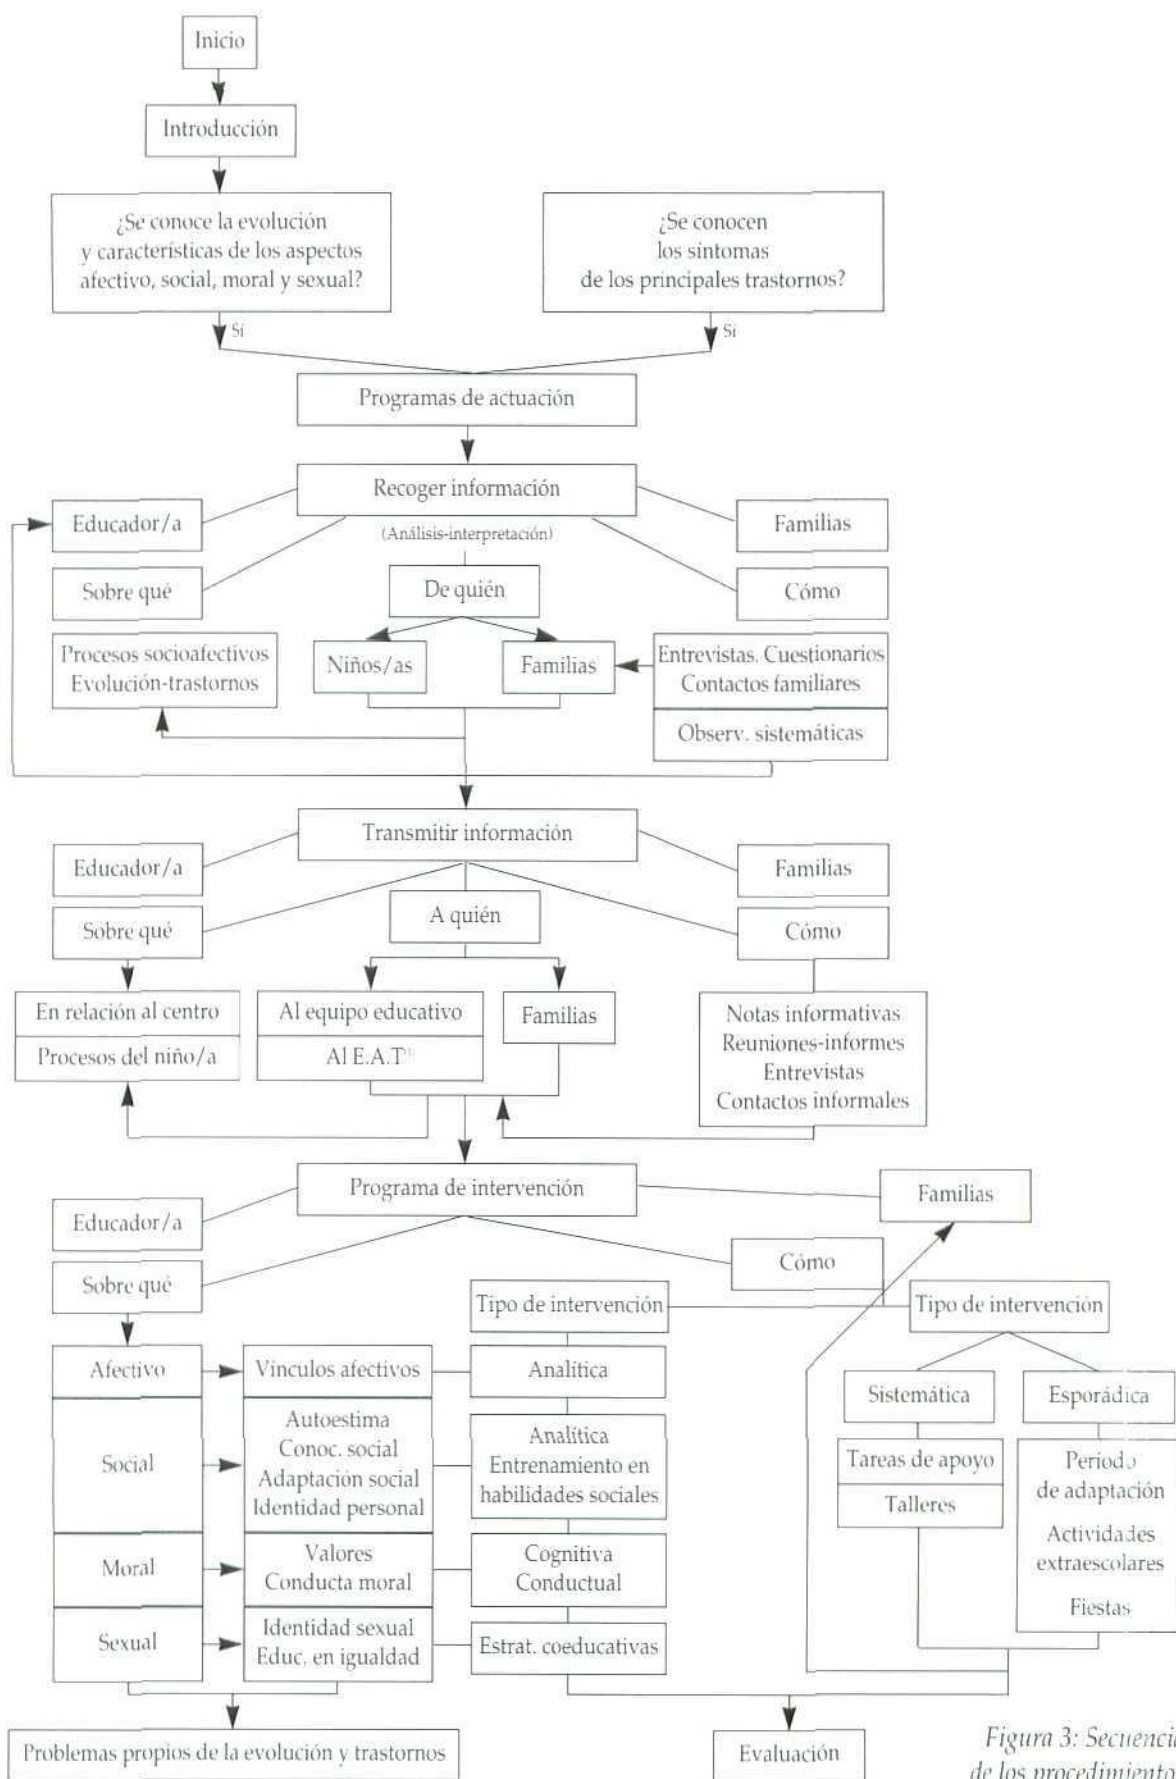 Inicio
Introducción
¿Se conoce la evolución
y características de los aspectos
afectivo, social, moral y sexual?
¿Se conocen
los síntomas
de los principales trastornos?
Sí
Sí
Programas de actuación
Recoger información
(Análisis-interpretación)
Educador/a
Familias
Sobre qué
De quién
Cómo
Procesos socioafectivos
Evolución-trastornos
Niños/as
Familias
Entrevistas. Cuestionarios
Contactos familiares
Observ. sistemáticas
Transmitir información
Educador/a
Familias
Sobre qué
A quién
Cómo
En relación al centro
Procesos del niño/a
Al equipo educativo
Al E.A.T
Familias
Notas informativas
Reuniones-informes
Entrevistas
Contactos informales
Programa de intervención
Familias
Educador/a
Sobre qué
Cómo
Tipo de intervención
Tipo de intervención
Afectivo
Vínculos afectivos
Analítica
Sistemática
Esporádica
Social
Autoestima
Conoc. social
Adaptación social
Identidad personal
Analítica
Entrenamiento en
habilidades sociales
Tareas de apoyo
Talleres
Periodo
de adaptación
Actividades
extraescolares
Fiestas
Moral
Valores
Conducta moral
Cognitiva
Conductual
Sexual
Identidad sexual
Educ. en igualdad
Estrat. coeducativas
Problemas propios de la evolución y trastornos
Evaluación
Figura 3: Secuencia
de los procedimientos